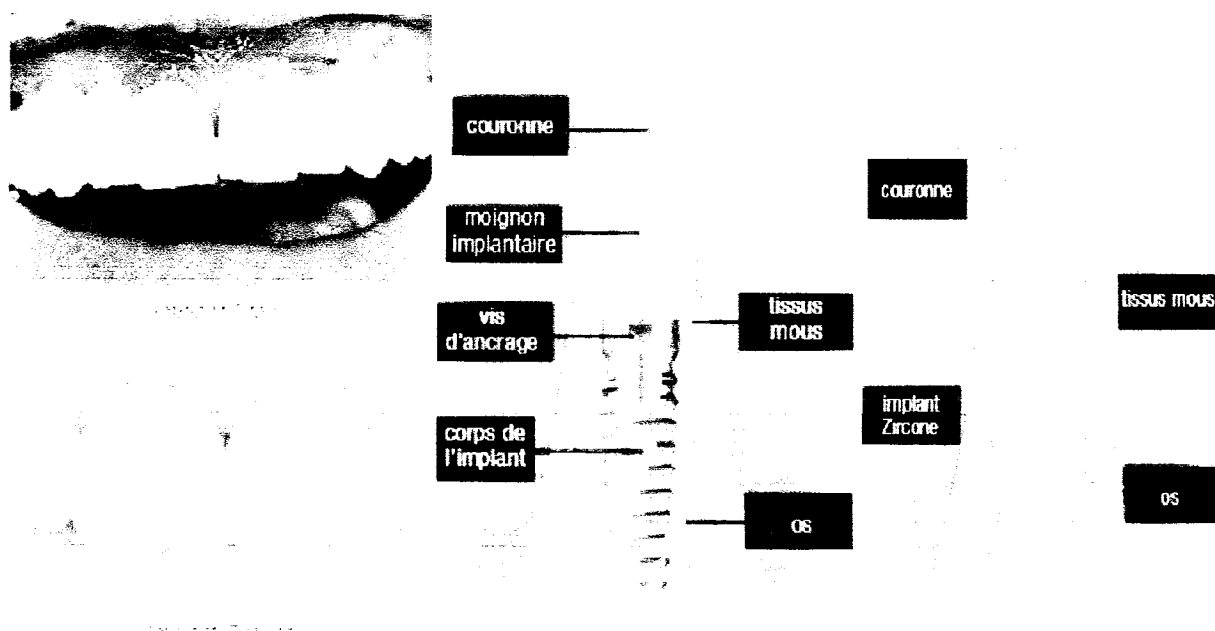 couronne
moignon
implantaire
vis
d'ancrage
corps de
l'implant
tissus
mous
os
couronne
implant
Zircone
tissus mous
os